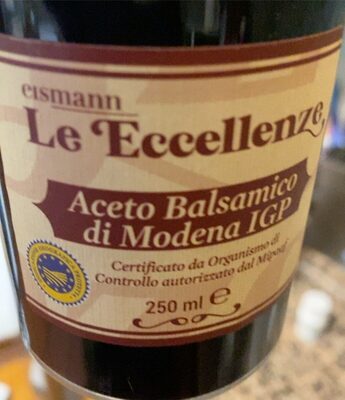 eismann
Le Eccellenze
Aceto Balsamico
di Modena IGP
Certificato da Organismo di
Controllo autorizzato dal Mipaaf
250 ml ℮